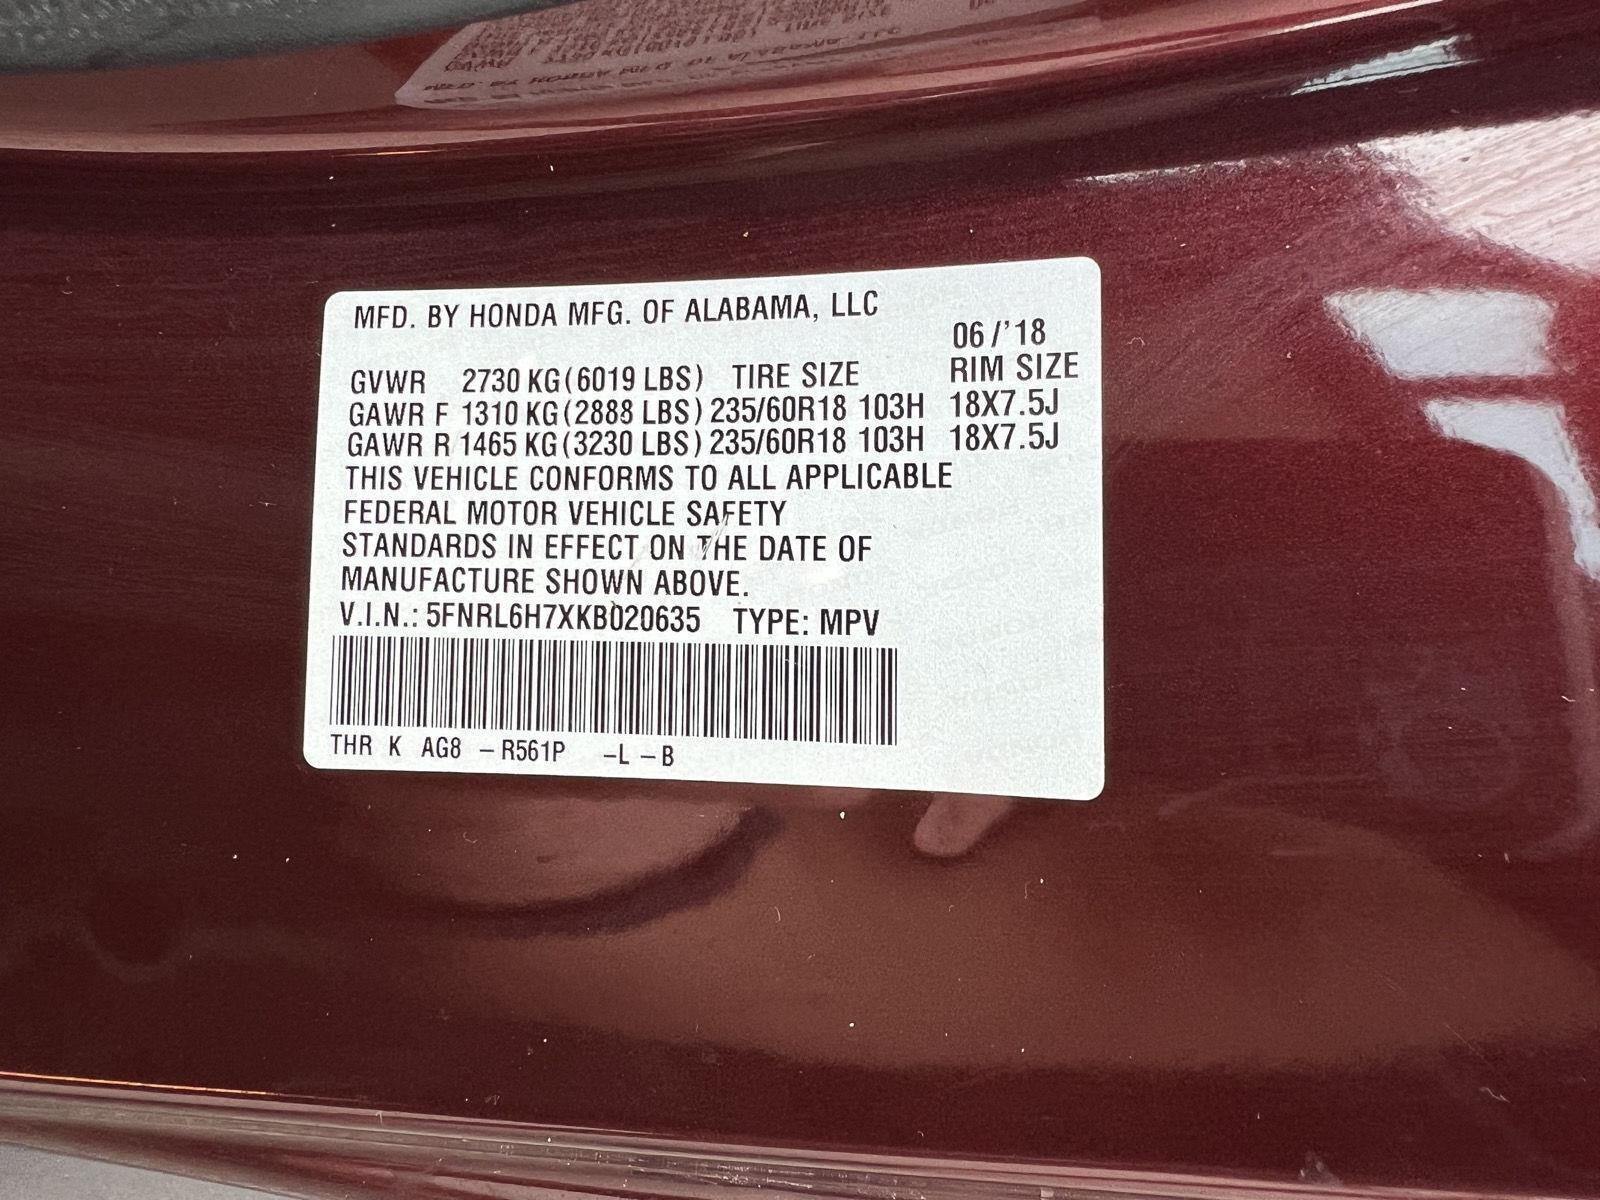 MFD. BY HONDA MFG. OF ALABAMA, LLC
06/'18
GVWR 2730 KG (6019 LBS) TIRE SIZE RIM SIZE
GAWR F 1310 KG (2888 LBS) 235/60R18 103H 18X7.5J
GAWR R 1465 KG (3230 LBS) 235/60R18 103H 18X7.5J
THIS VEHICLE CONFORMS TO ALL APPLICABLE
FEDERAL MOTOR VEHICLE SAFETY
STANDARDS IN EFFECT ON THE DATE OF
MANUFACTURE SHOWN ABOVE.
V.I.N.: 5FNRL6H7XKB020635 TYPE: MPV
THR K AG8 – R561P –L – B